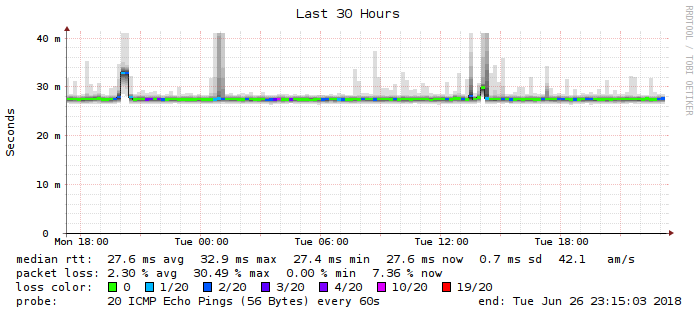 Last 30 Hours
RRDTOOL / TOBI OETIKER
Seconds
40 m
30 m
20 m
10 m
0
Mon 18:00 Tue 00:00 Tue 06:00 Tue 12:00 Tue 18:00
median rtt: 27.6 ms avg 32.9 ms max 27.4 ms min 27.6 ms now 0.7 ms sd 42.1 am/s
packet loss: 2.30 % avg 30.49 % max 0.00 % min 7.36 % now
loss color: 0 1/20 2/20 3/20 4/20 10/20 19/20
probe: 20 ICMP Echo Pings (56 Bytes) every 60s end: Tue Jun 26 23:15:03 2018